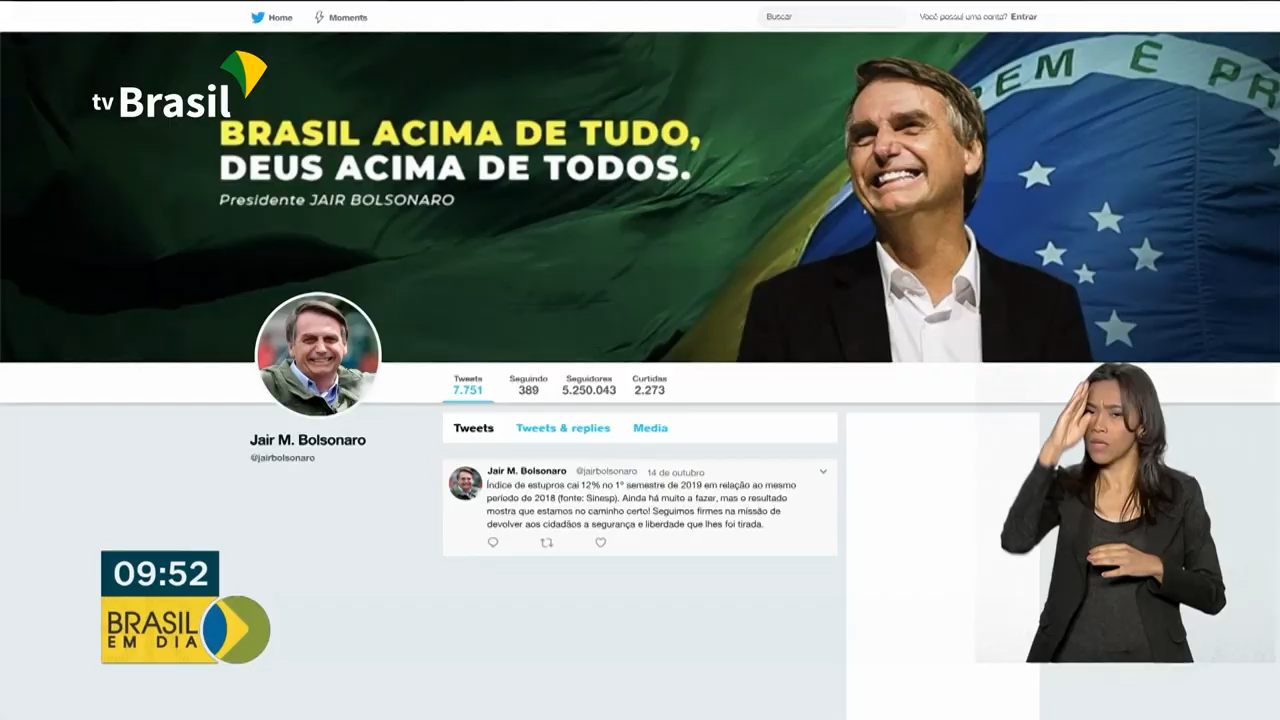 Home
Moments
Buscar
Você possui uma conta? Entrar
tv Brasil
EM É PR
BRASIL ACIMA DE TUDO,
DEUS ACIMA DE TODOS.
Presidente JAIR BOLSONARO
Tweets Seguindo Seguidores Curtidas
7.751 389 5.250.043 2.273
Jair M. Bolsonaro
@jairbolsonaro
Tweets Tweets & replies Media
Jair M. Bolsonaro @jairbolsonaro 14 de outubro
Índice de estupros cai 12% no 1º semestre de 2019 em relação ao mesmo
período de 2018 (fonte: Sinesp). Ainda há muito a fazer, mas o resultado
mostra que estamos no caminho certo! Seguimos firmes na missão de
devolver aos cidadãos a segurança e liberdade que lhes foi tirada.
09:52
BRASIL
EM DIA